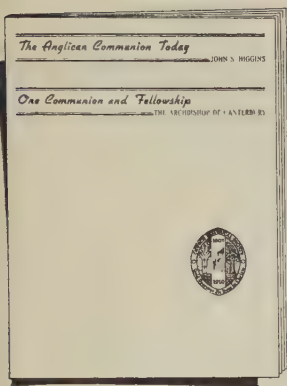 The Anglican Communion Today
JOHN S. HIGGINS
One Communion and Fellowship
THE ARCHBISHOP OF CANTERBURY